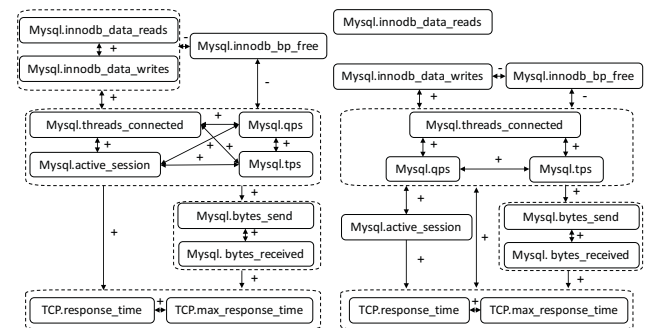 Mysql.innodb_data_reads
-
+
Mysql.innodb_bp_free
Mysql.innodb_data_writes
+
-
Mysql.threads_connected
+
Mysql.qps
+
+
+
+
Mysql.active_session
+
Mysql.tps
+
Mysql.bytes_send
+
+
Mysql. bytes_received
+
TCP.response_time
+
TCP.max_response_time
Mysql.innodb_data_reads
Mysql.innodb_data_writes
-
Mysql.innodb_bp_free
+
-
Mysql.threads_connected
+
+
Mysql.qps
+
Mysql.tps
+
+
Mysql.bytes_send
Mysql.active_session
+
+
Mysql. bytes_received
+
+
TCP.response_time
+
TCP.max_response_time